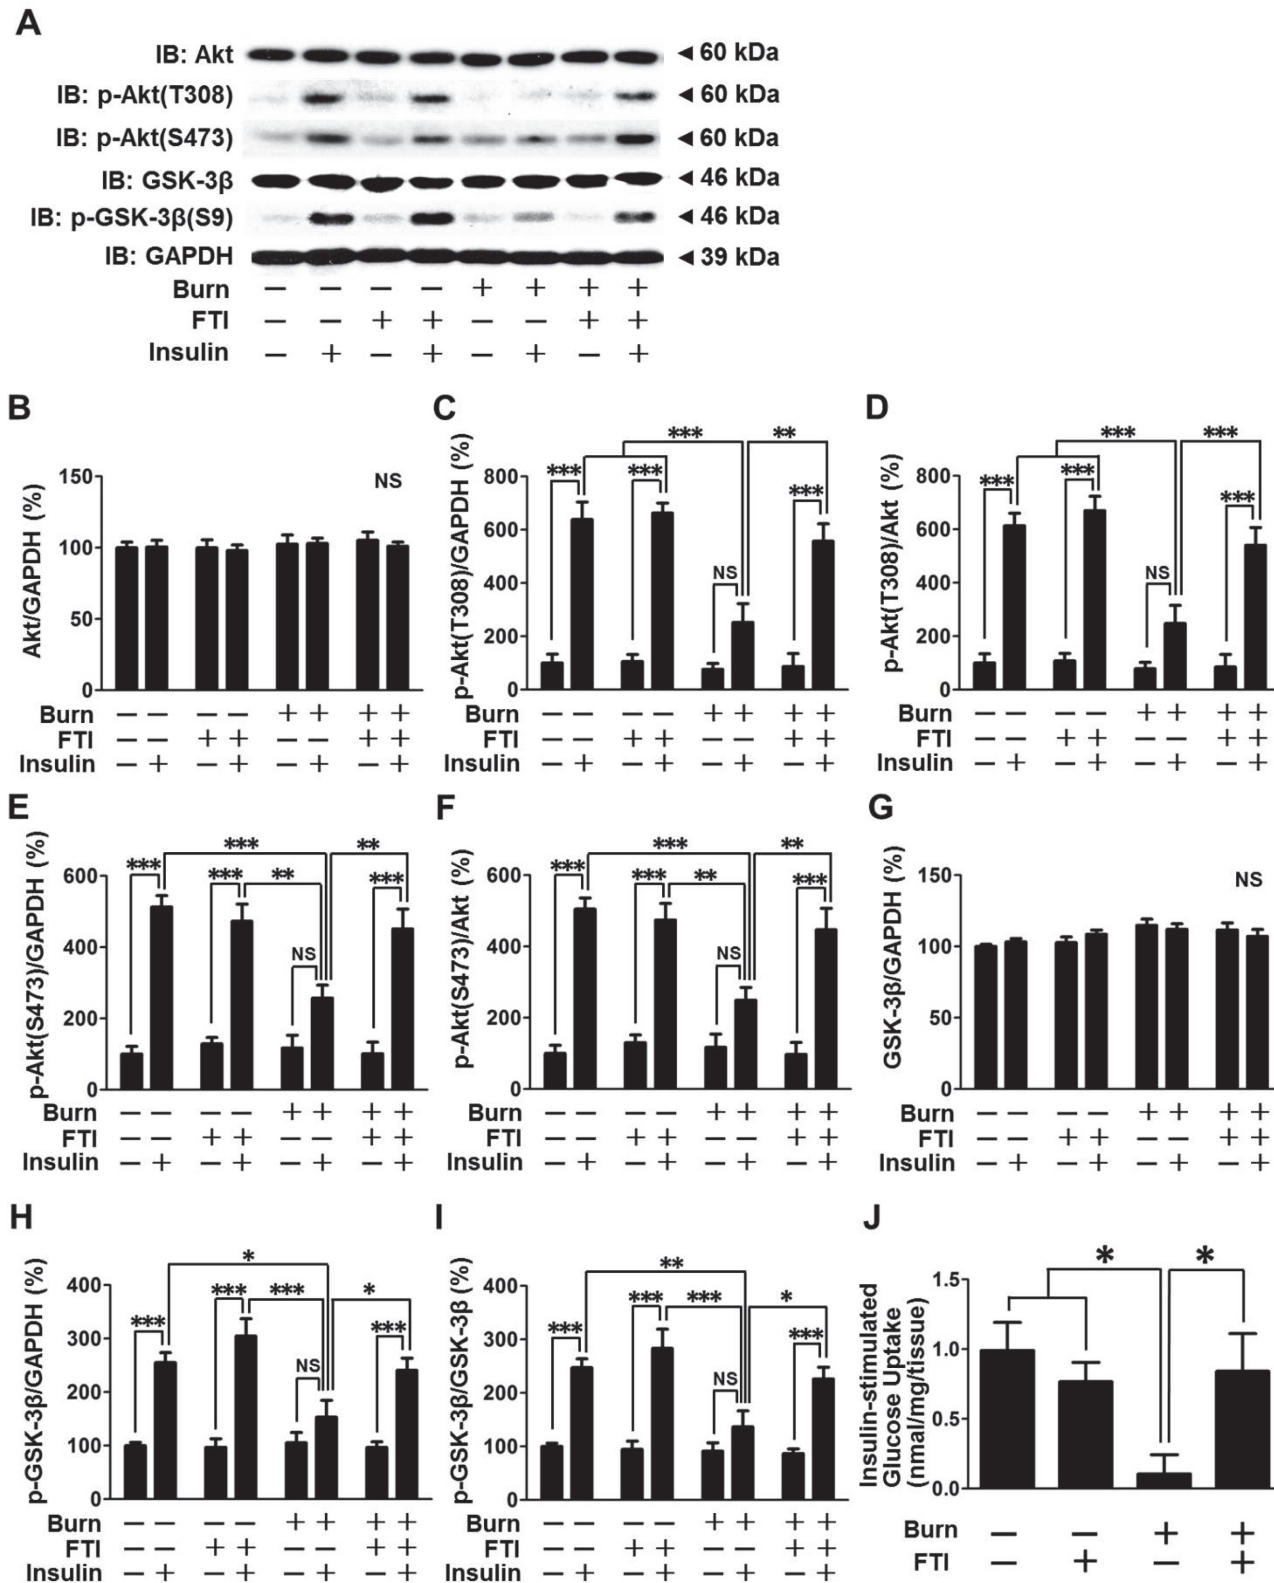 A
IB: Akt ◄ 60 kDa
IB: p-Akt(T308) ◄ 60 kDa
IB: p-Akt(S473) ◄ 60 kDa
IB: GSK-3β ◄ 46 kDa
IB: p-GSK-3β(S9) ◄ 46 kDa
IB: GAPDH ◄ 39 kDa
Burn − − − − + + + +
FTI − − + + − − + +
Insulin − + − + − + − +
B
Akt/GAPDH (%)
150
100
50
0
NS
Burn − − − − + + + +
FTI − − + + − − + +
Insulin − + − + − + − +
C
p-Akt(T308)/GAPDH (%)
*** **
800
600
400
200
0
*** *** NS ***
Burn − − − − + + + +
FTI − − + + − − + +
Insulin − + − + − + − +
D
p-Akt(T308)/Akt (%)
*** ***
800
600
400
200
0
*** *** NS ***
Burn − − − − + + + +
FTI − − + + − − + +
Insulin − + − + − + − +
E
p-Akt(S473)/GAPDH (%)
*** **
600
400
200
0
*** *** ** NS ***
Burn − − − − + + + +
FTI − − + + − − + +
Insulin − + − + − + − +
F
p-Akt(S473)/Akt (%)
*** **
600
400
200
0
*** *** ** NS ***
Burn − − − − + + + +
FTI − − + + − − + +
Insulin − + − + − + − +
G
GSK-3β/GAPDH (%)
150
100
50
0
NS
Burn − − − − + + + +
FTI − − + + − − + +
Insulin − + − + − + − +
H
p-GSK-3β/GAPDH (%)
*
400
300
200
100
0
*** *** *** NS * ***
Burn − − − − + + + +
FTI − − + + − − + +
Insulin − + − + − + − +
I
p-GSK-3β/GSK-3β (%)
**
400
300
200
100
0
*** *** *** NS * ***
Burn − − − − + + + +
FTI − − + + − − + +
Insulin − + − + − + − +
J
Insulin-stimulated
Glucose Uptake
(nmal/mg/tissue)
* *
1.5
1.0
0.5
0.0
Burn − − + +
FTI − + − +